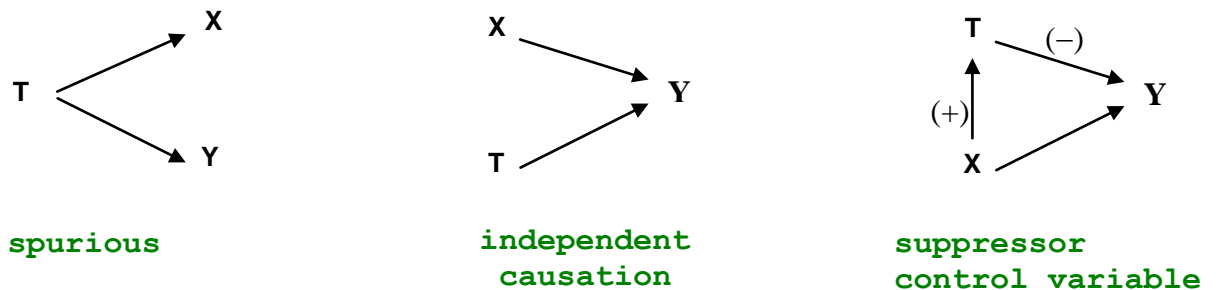 X
T
Y
spurious
X
Y
T
independent
causation
T
(−)
Y
(+)
X
suppressor
control variable